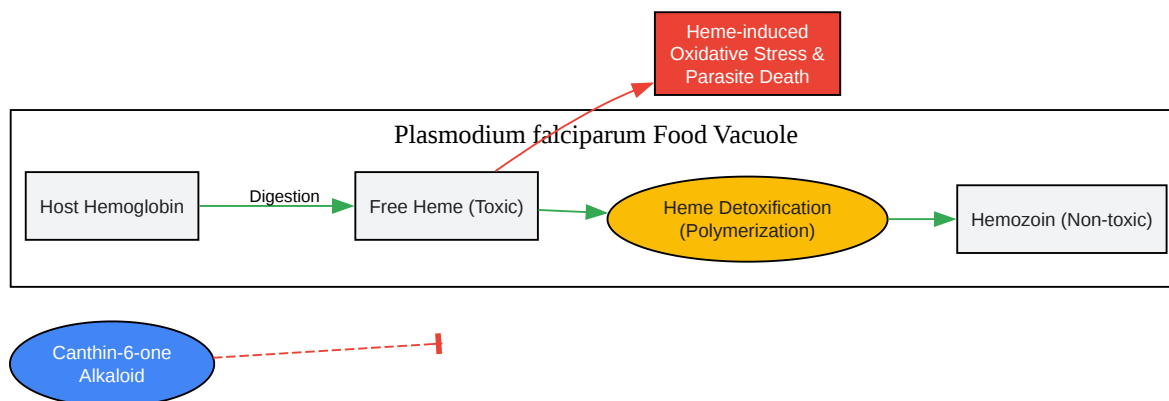 Heme-induced
Oxidative Stress &
Parasite Death
Plasmodium falciparum Food Vacuole
Host Hemoglobin
Digestion
Free Heme (Toxic)
Heme Detoxification
(Polymerization)
Hemozoin (Non-toxic)
Canthin-6-one
Alkaloid